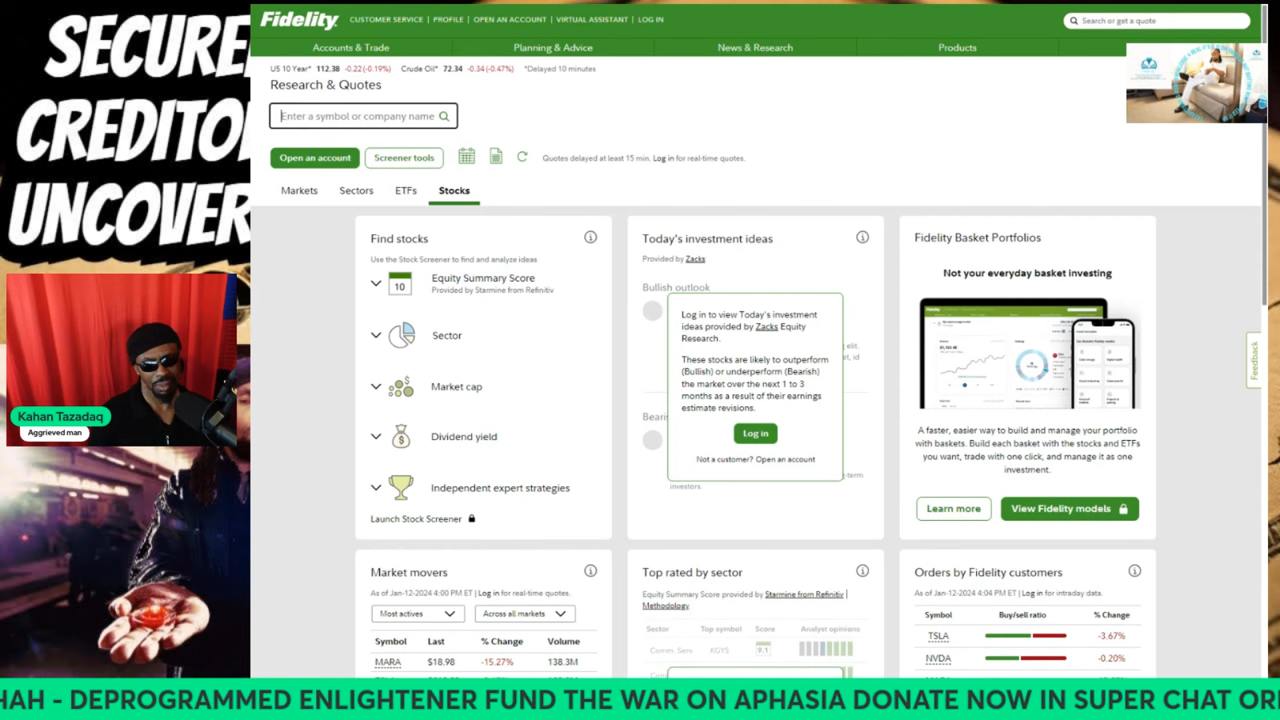 SECURE
CREDITO
UNCOVER
Kahan Tazadaq
Aggrieved man
Fidelity
CUSTOMER SERVICE | PROFILE | OPEN AN ACCOUNT | VIRTUAL ASSISTANT | LOG IN
Search or get a quote
Accounts & Trade
Planning & Advice
News & Research
Products
US 10 Year* 112.38 -0.22 (-0.19%) Crude Oil* 72.34 -0.34 (-0.47%) *Delayed 10 minutes
Research & Quotes
Enter a symbol or company name
Open an account
Screener tools
Quotes delayed at least 15 min. Log in for real-time quotes.
Markets
Sectors
ETFs
Stocks
Find stocks
Use the Stock Screener to find and analyze ideas
10
Equity Summary Score
Provided by Starmine from Refinitiv
Sector
Market cap
Dividend yield
Independent expert strategies
Launch Stock Screener
Today's investment ideas
Provided by Zacks
Bullish outlook
Log in to view Today's investment
ideas provided by Zacks Equity
Research.
These stocks are likely to outperform
(Bullish) or underperform (Bearish)
the market over the next 1 to 3
months as a result of their earnings
estimate revisions.
Log in
Not a customer? Open an account
investors.
Fidelity Basket Portfolios
Not your everyday basket investing
A faster, easier way to build and manage your portfolio
with baskets. Build each basket with the stocks and ETFs
you want, trade with one click, and manage it as one
investment.
Learn more
View Fidelity models
Feedback
Market movers
As of Jan-12-2024 4:00 PM ET | Log in for real-time quotes.
Most actives
Across all markets
Symbol Last % Change Volume
MARA $18.98 -15.27% 138.3M
Top rated by sector
Equity Summary Score provided by Starmine from Refinitiv |
Methodology
Sector Top symbol Score Analyst opinions
Comm. Serv KGYS 9.1
Orders by Fidelity customers
As of Jan-12-2024 4:04 PM ET | Log in for intraday data.
Symbol Buy/sell ratio % Change
TSLA -3.67%
NVDA -0.20%
HAH - DEPROGRAMMED ENLIGHTENER FUND THE WAR ON APHASIA DONATE NOW IN SUPER CHAT OR